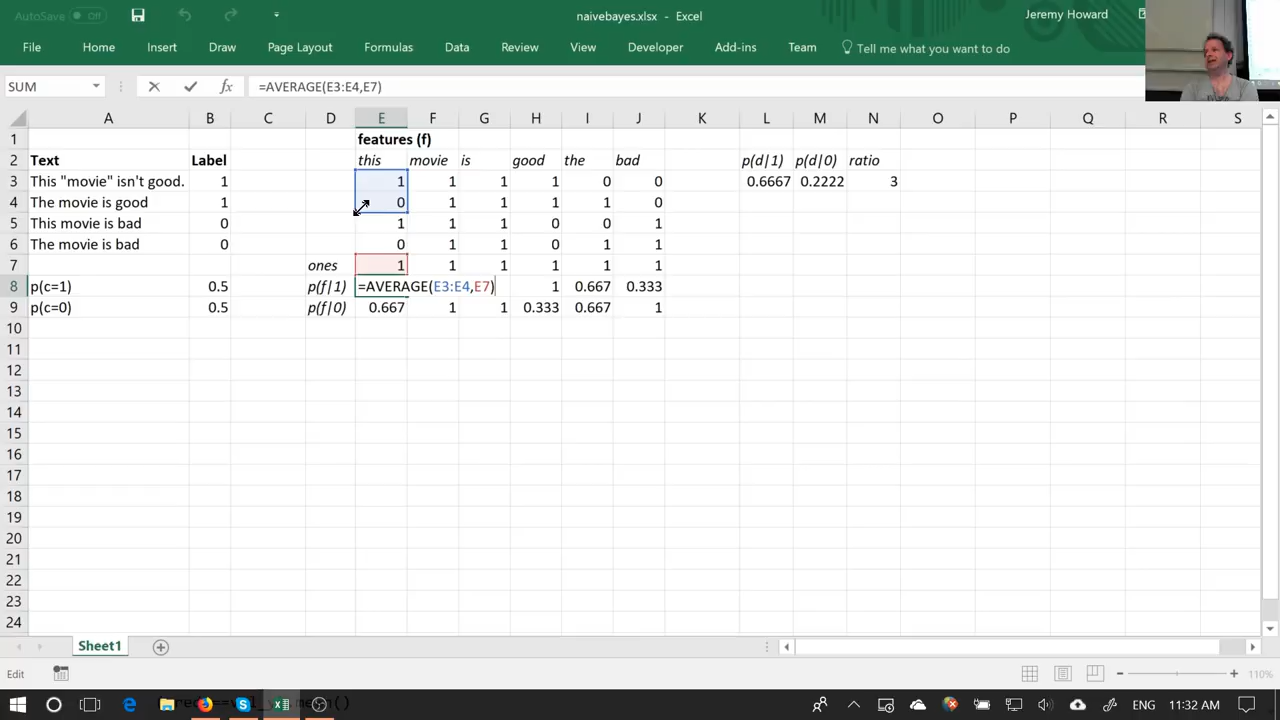 AutoSave Off naivebayes.xlsx - Excel Jeremy Howard
File Home Insert Draw Page Layout Formulas Data Review View Developer Add-ins Team Tell me what you want to do
SUM fx =AVERAGE(E3:E4,E7)
A B C D E F G H I J K L M N O P Q R S
1 features (f)
2 Text Label this movie is good the bad p(d|1) p(d|0) ratio
3 This "movie" isn't good. 1 1 1 1 1 0 0 0.6667 0.2222 3
4 The movie is good 1 0 1 1 1 1 0
5 This movie is bad 0 1 1 1 0 0 1
6 The movie is bad 0 0 1 1 0 1 1
7 ones 1 1 1 1 1 1
8 p(c=1) 0.5 p(f|1) =AVERAGE(E3:E4,E7) 1 0.667 0.333
9 p(c=0) 0.5 p(f|0) 0.667 1 1 0.333 0.667 1
10
11
12
13
14
15
16
17
18
19
20
21
22
23
24
Sheet1
Edit 110%
ENG 11:32 AM